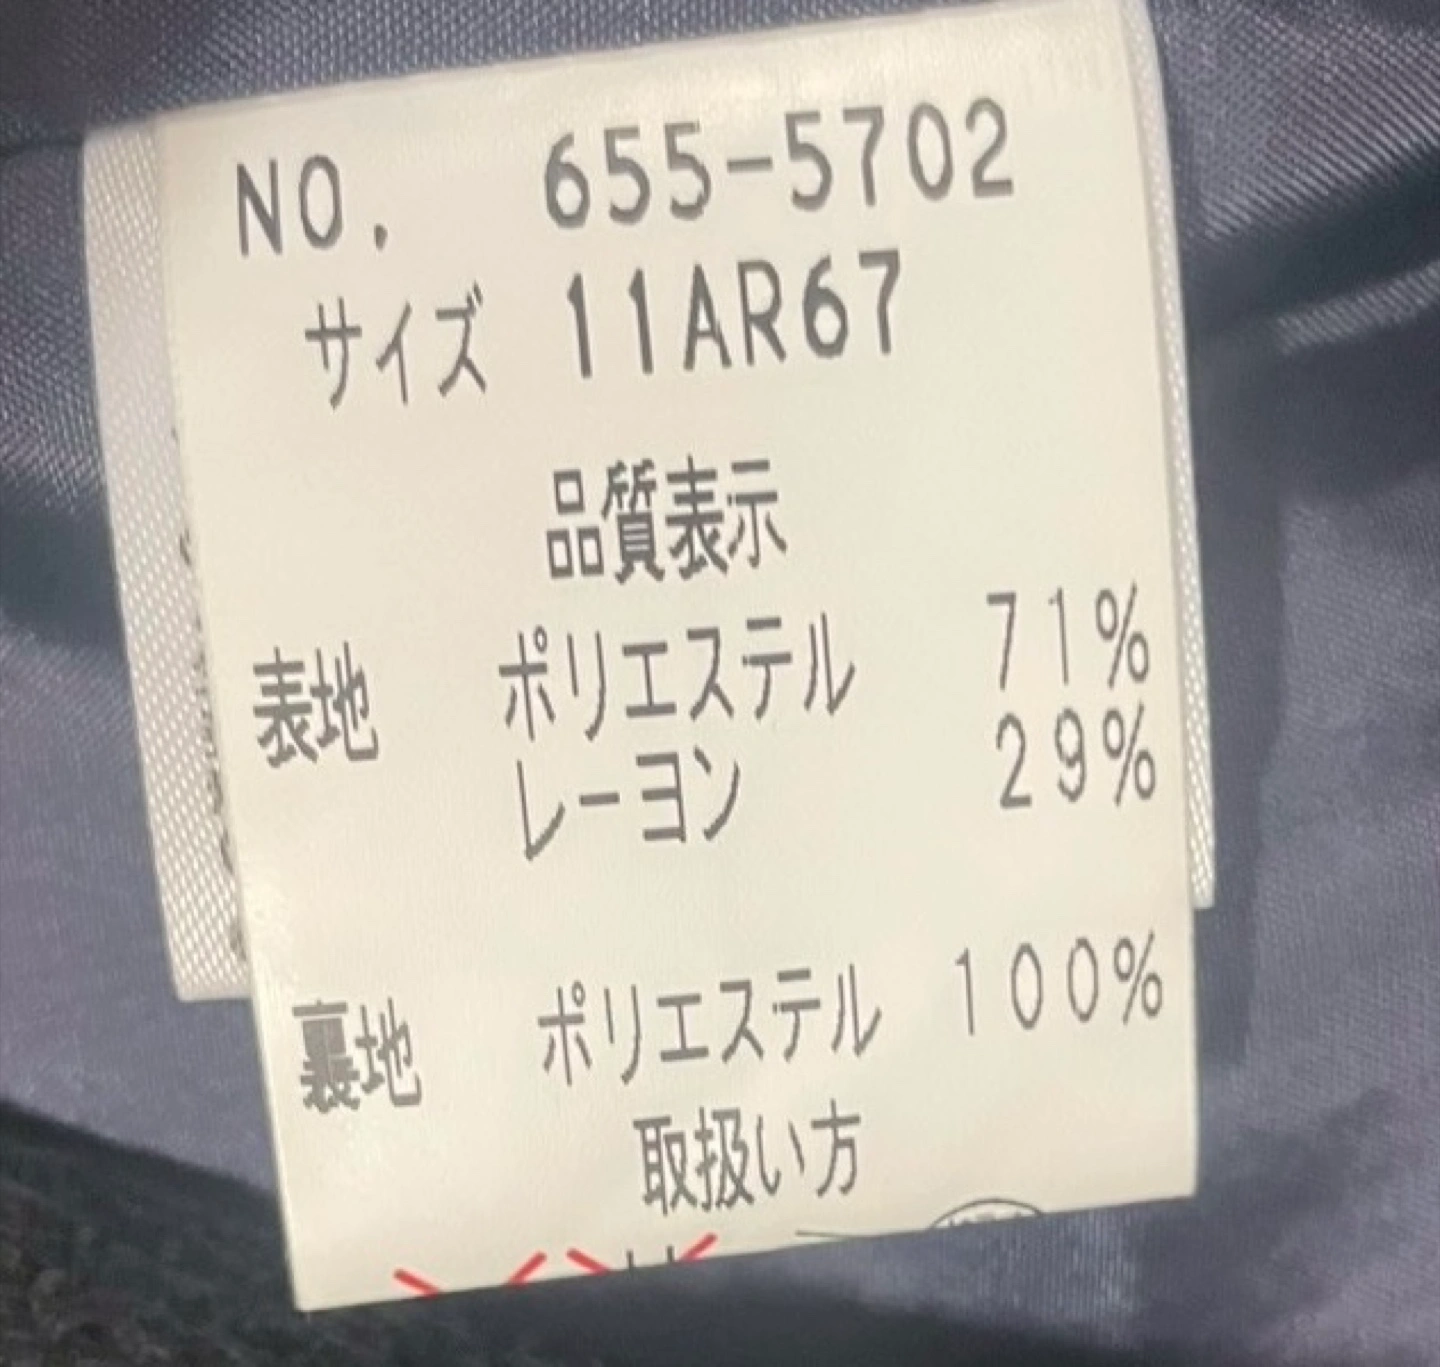 NO. 655-5702
サイズ 11AR67
品質表示
表地 ポリエステル 71%
レーヨン 29%
裏地 ポリエステル 100%
取扱い方